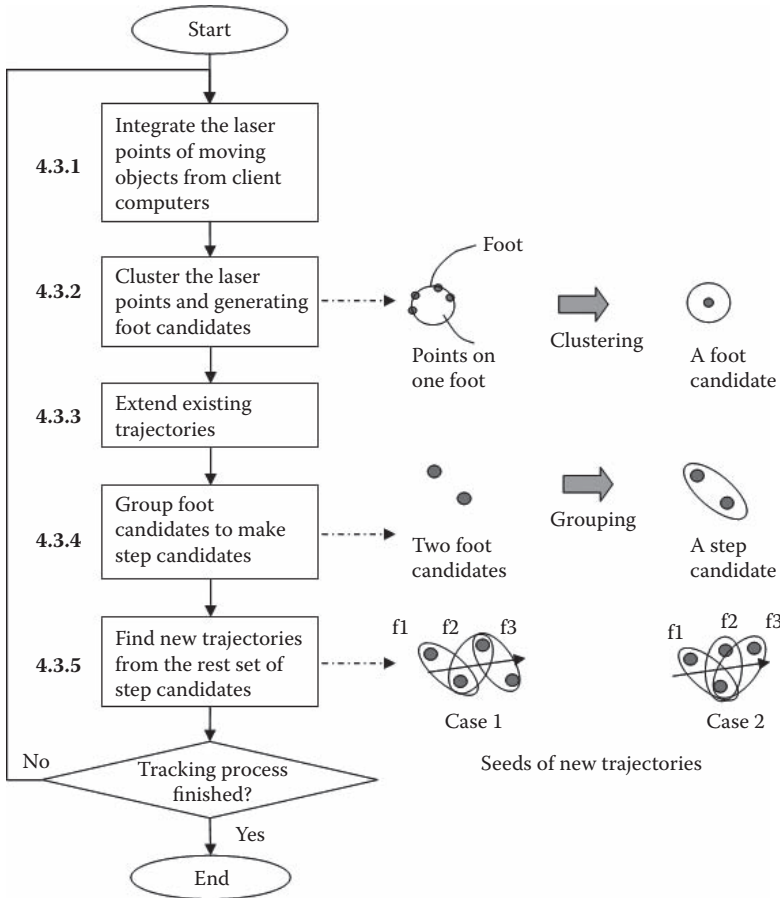 Start
4.3.1
Integrate the laser
points of moving
objects from client
computers
4.3.2
Cluster the laser
points and generating
foot candidates
Foot
Points on
one foot
Clustering
A foot
candidate
4.3.3
Extend existing
trajectories
4.3.4
Group foot
candidates to make
step candidates
Two foot
candidates
Grouping
A step
candidate
4.3.5
Find new trajectories
from the rest set of
step candidates
f1 f2 f3
Case 1
f1 f2 f3
Case 2
Seeds of new trajectories
No
Tracking process
finished?
Yes
End